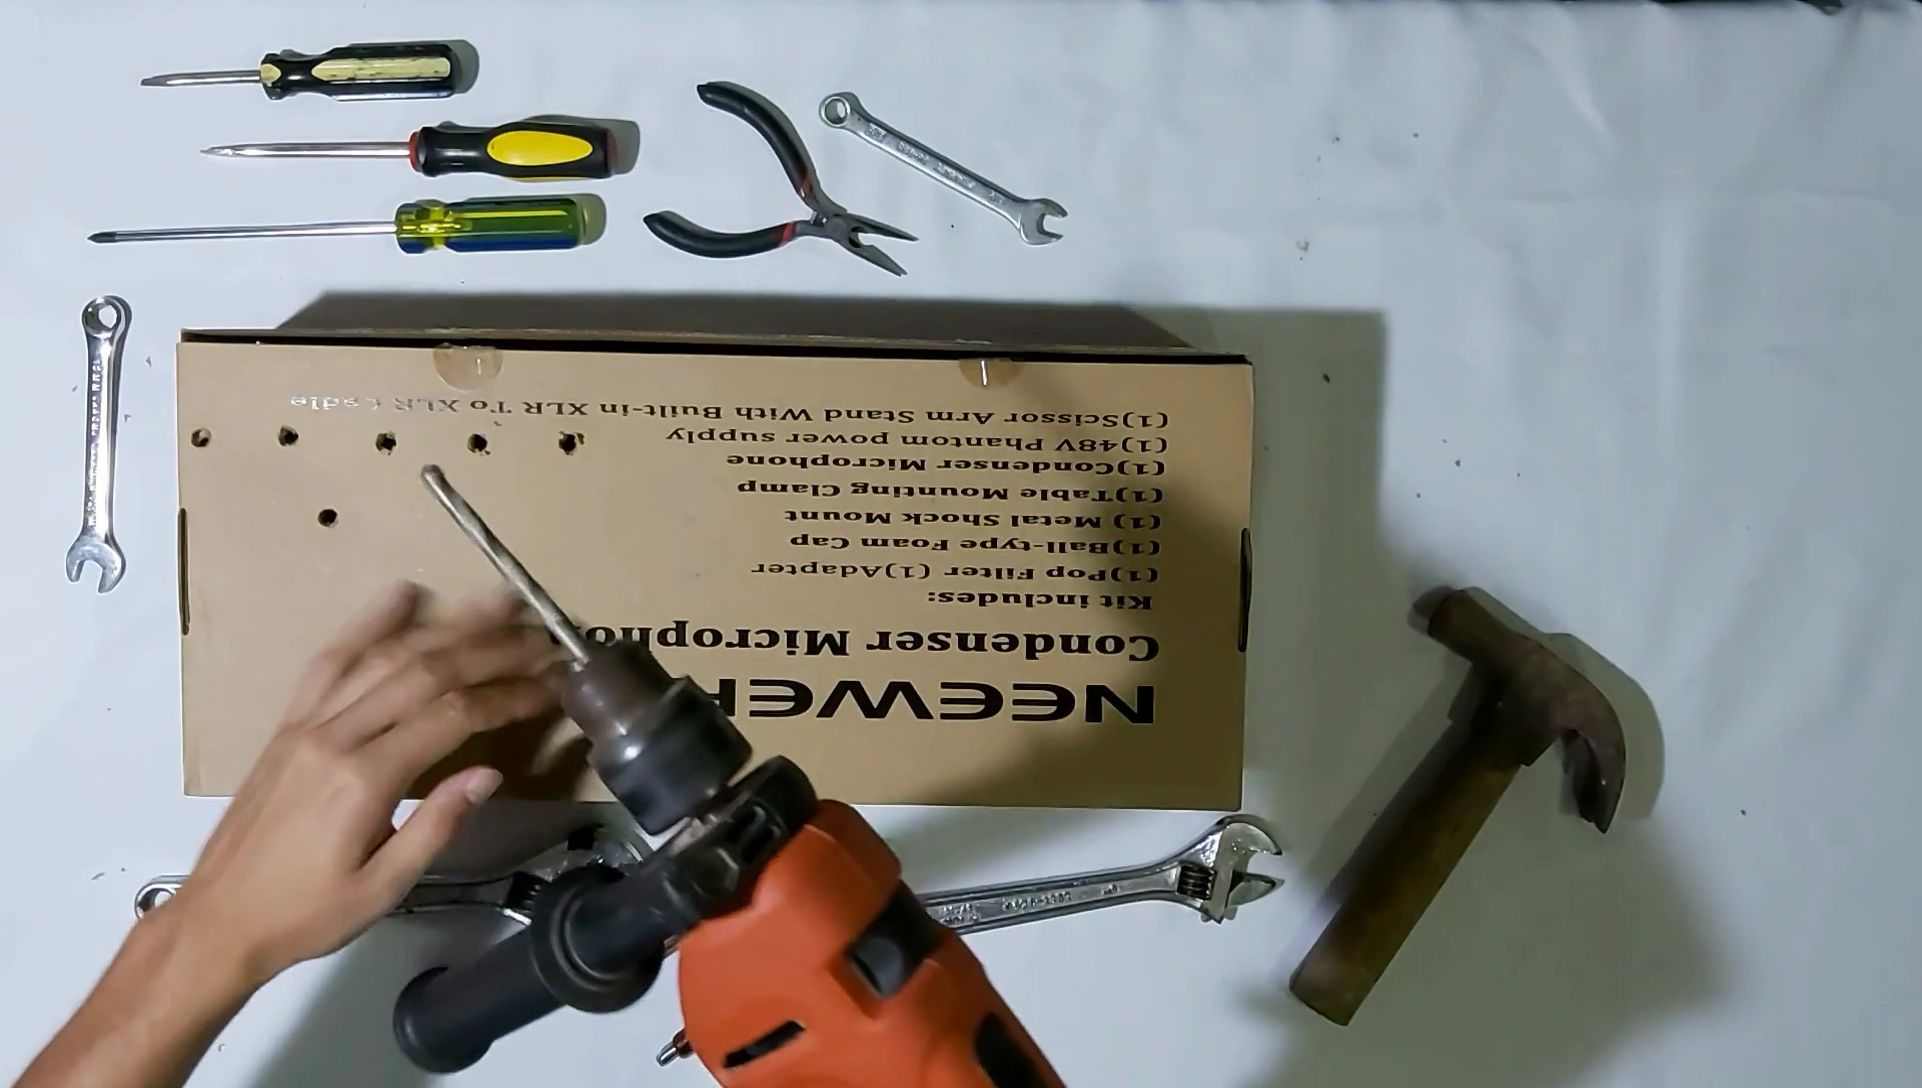 NEEWER
Condenser Micropho
Kit includes:
(1)Pop Filter (1)Adapter
(1)Ball-type Foam Cap
(1) Metal Shock Mount
(1)Table Mounting Clamp
(1)Condenser Microphone
(1)48V Phantom power supply
(1)Scissor Arm Stand With Built-in XLR To XLR Cable